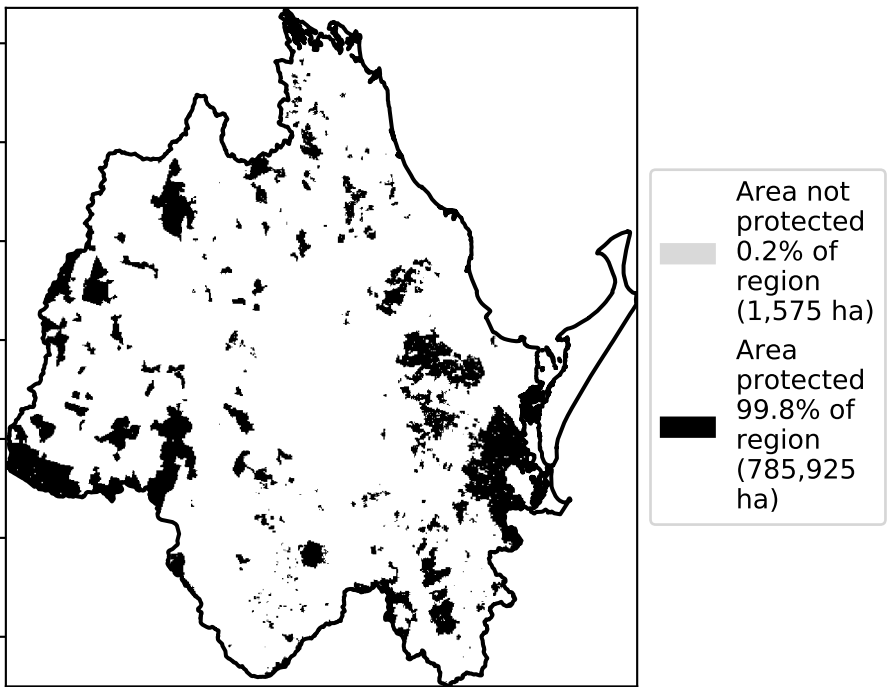 Area not
protected
0.2% of
region
(1,575 ha)
Area
protected
99.8% of
region
(785,925
ha)